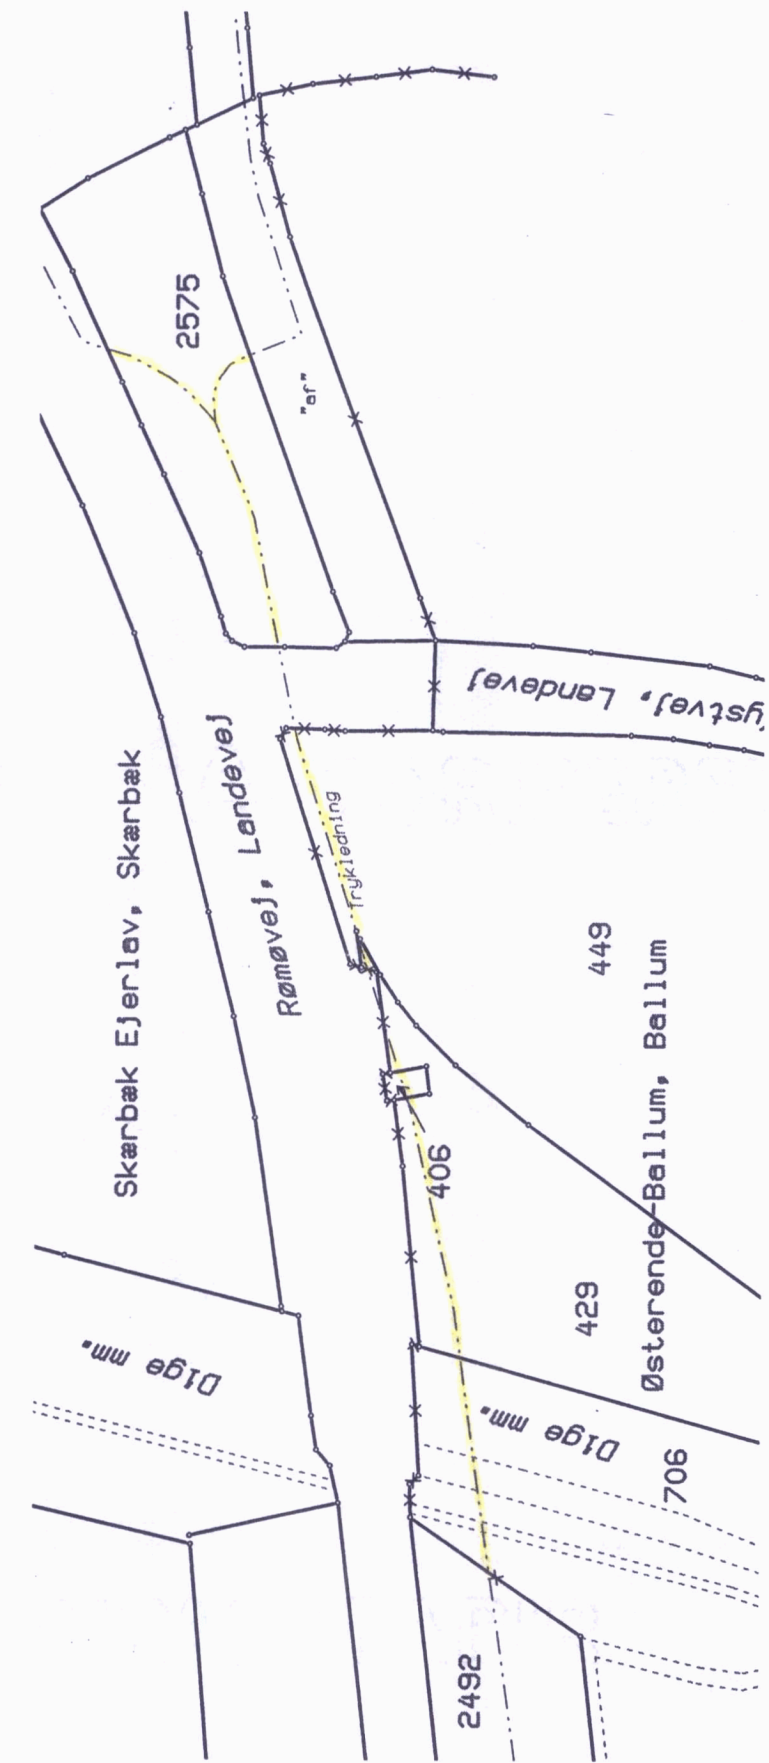 2575
"af"
Skærbæk Ejerlav, Skærbæk
Rømøvej, Landevej
ystvej, Landevej
Trykledning
449
Østerende-Ballum, Ballum
406
429
Dige mm.
Dige mm.
706
2492